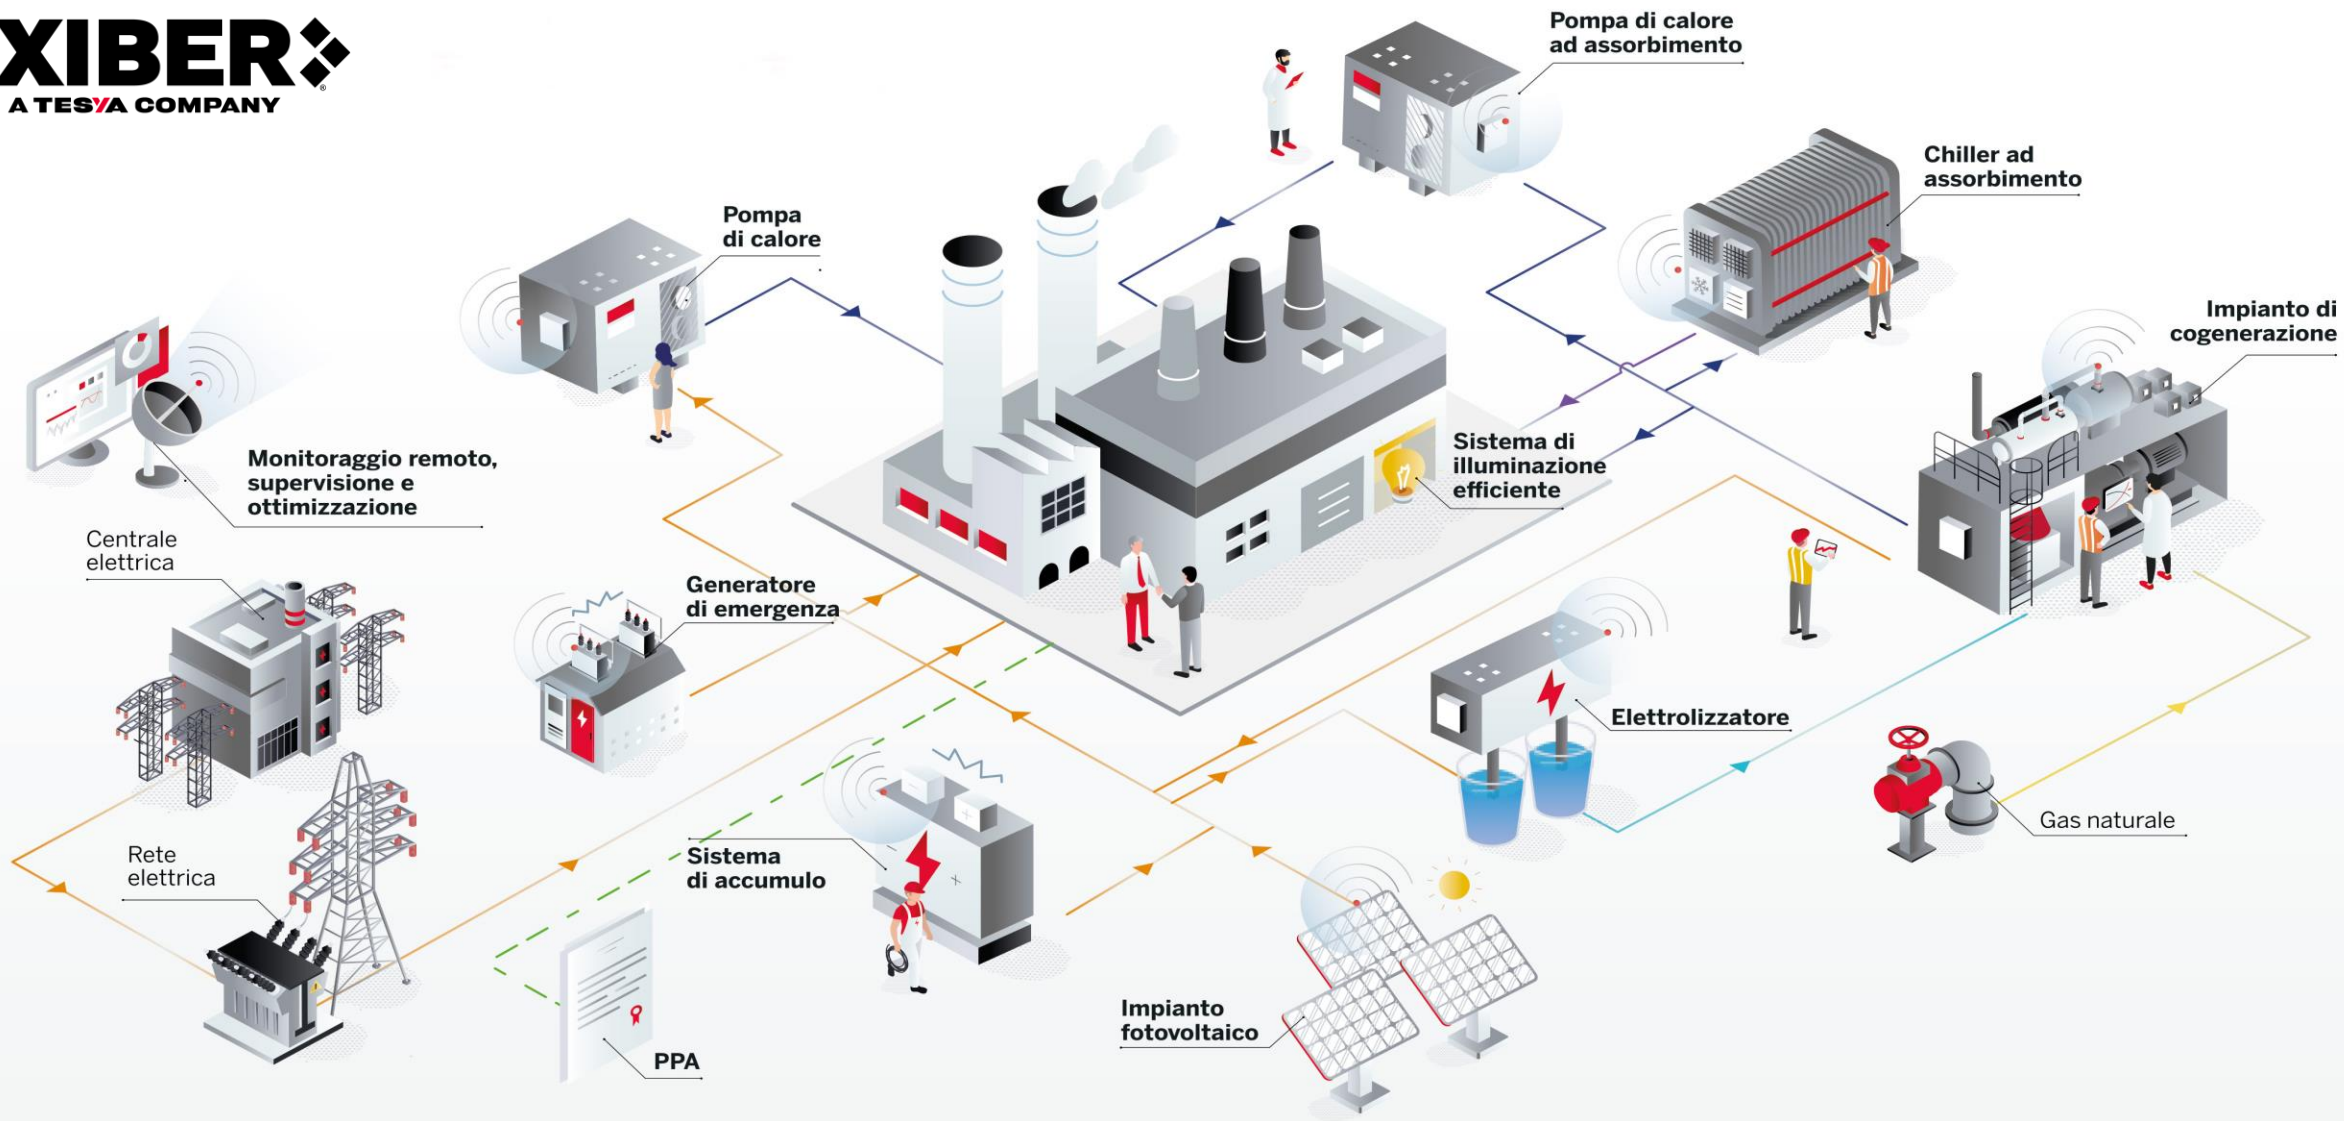 XIBER
A TESYA COMPANY
Pompa di calore
ad assorbimento
Chiller ad
assorbimento
Pompa
di calore
Impianto di
cogenerazione
Monitoraggio remoto,
supervisione e
ottimizzazione
Sistema di
illuminazione
efficiente
Centrale
elettrica
Generatore
di emergenza
Elettrolizzatore
Gas naturale
Rete
elettrica
Sistema
di accumulo
Impianto
fotovoltaico
PPA